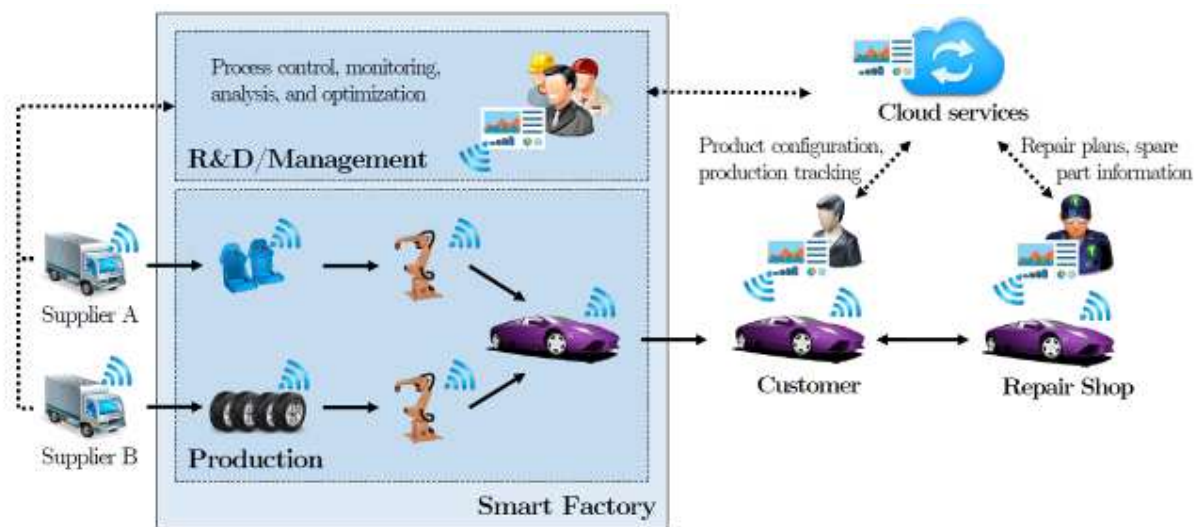 Process control, monitoring,
analysis, and optimization
R&D/Management
Cloud services
Product configuration,
production tracking
Repair plans, spare
part information
Supplier A
Supplier B
Production
Smart Factory
Customer
Repair Shop